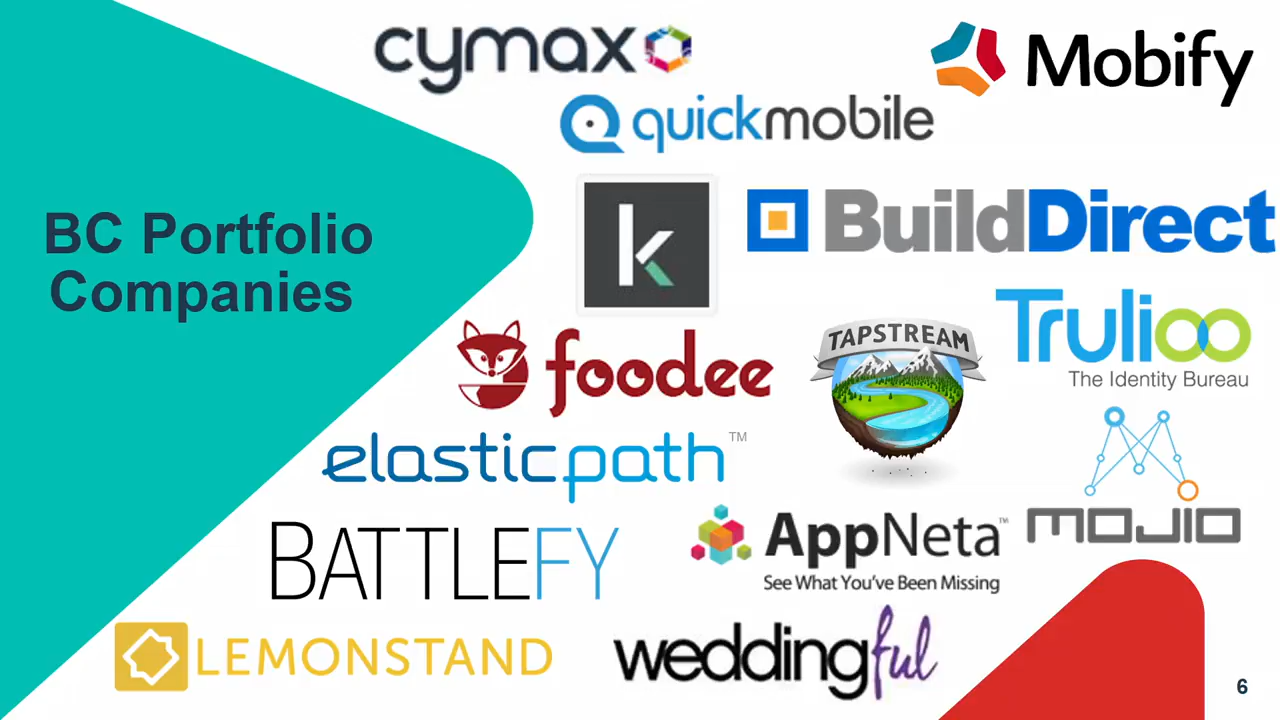 cymax
Mobify
quickmobile
BC Portfolio
Companies
k
BuildDirect
Trulioo
The Identity Bureau
TAPSTREAM
foodee
elasticpath™
MOJIO
BATTLEFY
AppNeta™
See What You've Been Missing
LEMONSTAND
weddingful
6